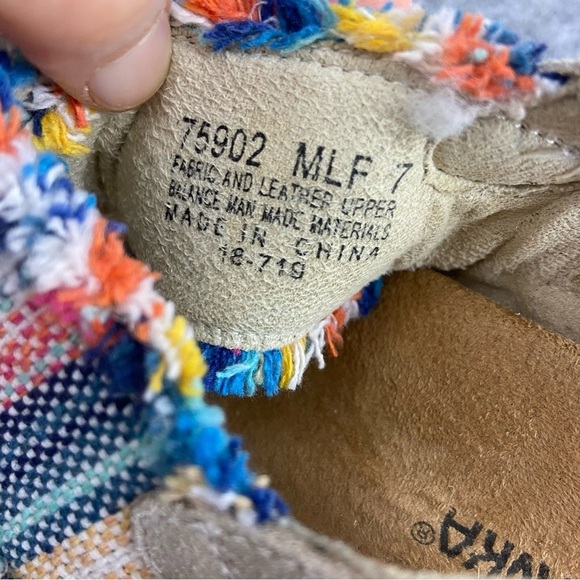 75902 MLF 7
FABRIC AND LEATHER UPPER
BALANCE MAN MADE MATERIALS
MADE IN CHINA
18-719